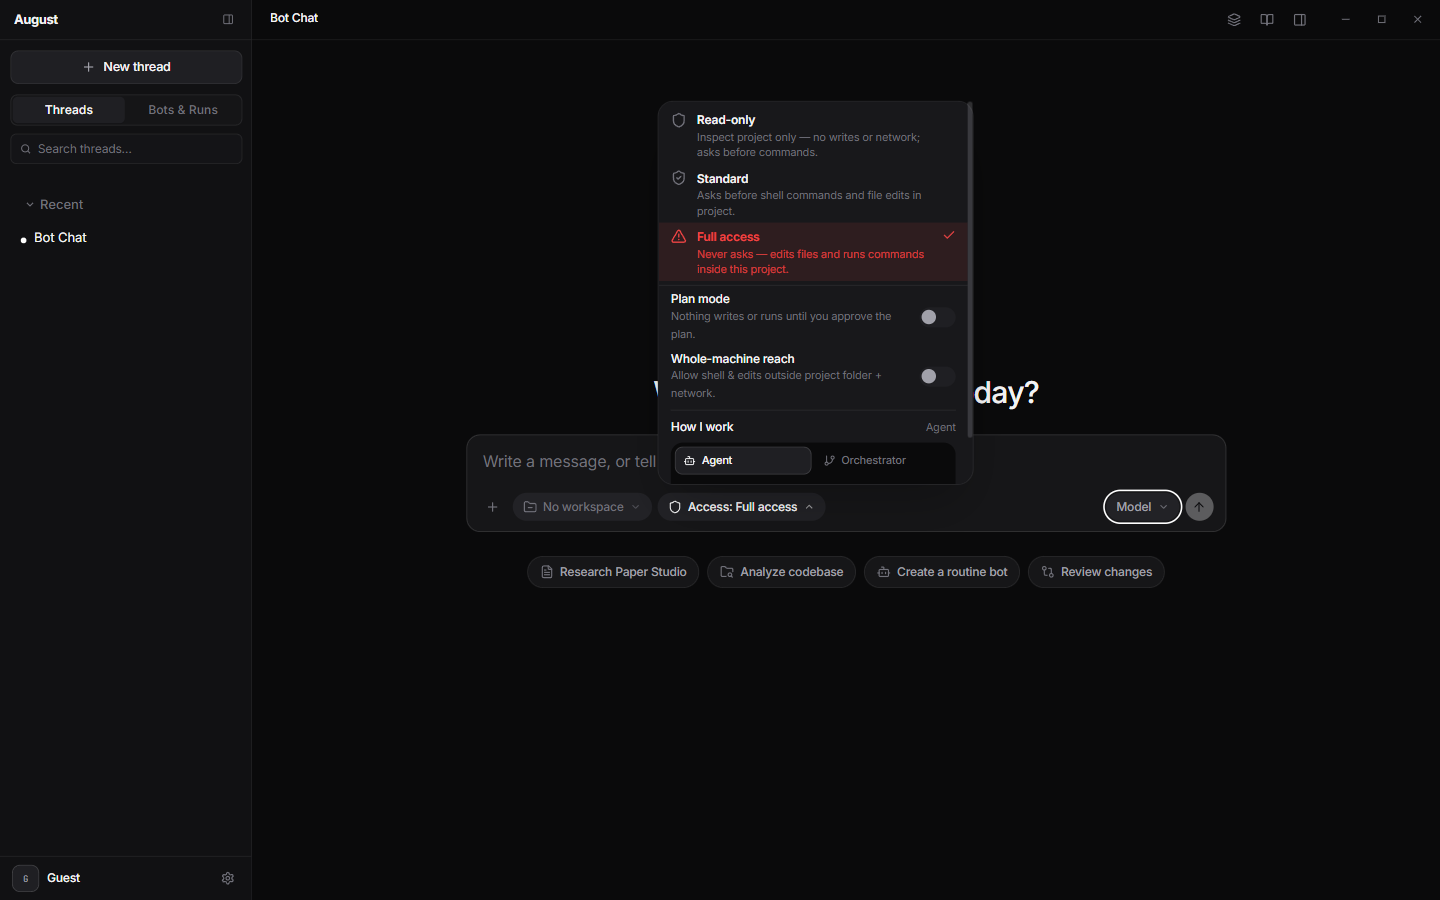 August
Bot Chat
New thread
Threads
Bots & Runs
Search threads...
Recent
Bot Chat
Read-only
Inspect project only — no writes or network;
asks before commands.
Standard
Asks before shell commands and file edits in
project.
Full access
Never asks — edits files and runs commands
inside this project.
Plan mode
Nothing writes or runs until you approve the
plan.
Whole-machine reach
Allow shell & edits outside project folder +
network.
day?
How I work
Agent
Agent
Orchestrator
Write a message, or tell
No workspace
Access: Full access
Model
Research Paper Studio
Analyze codebase
Create a routine bot
Review changes
G
Guest